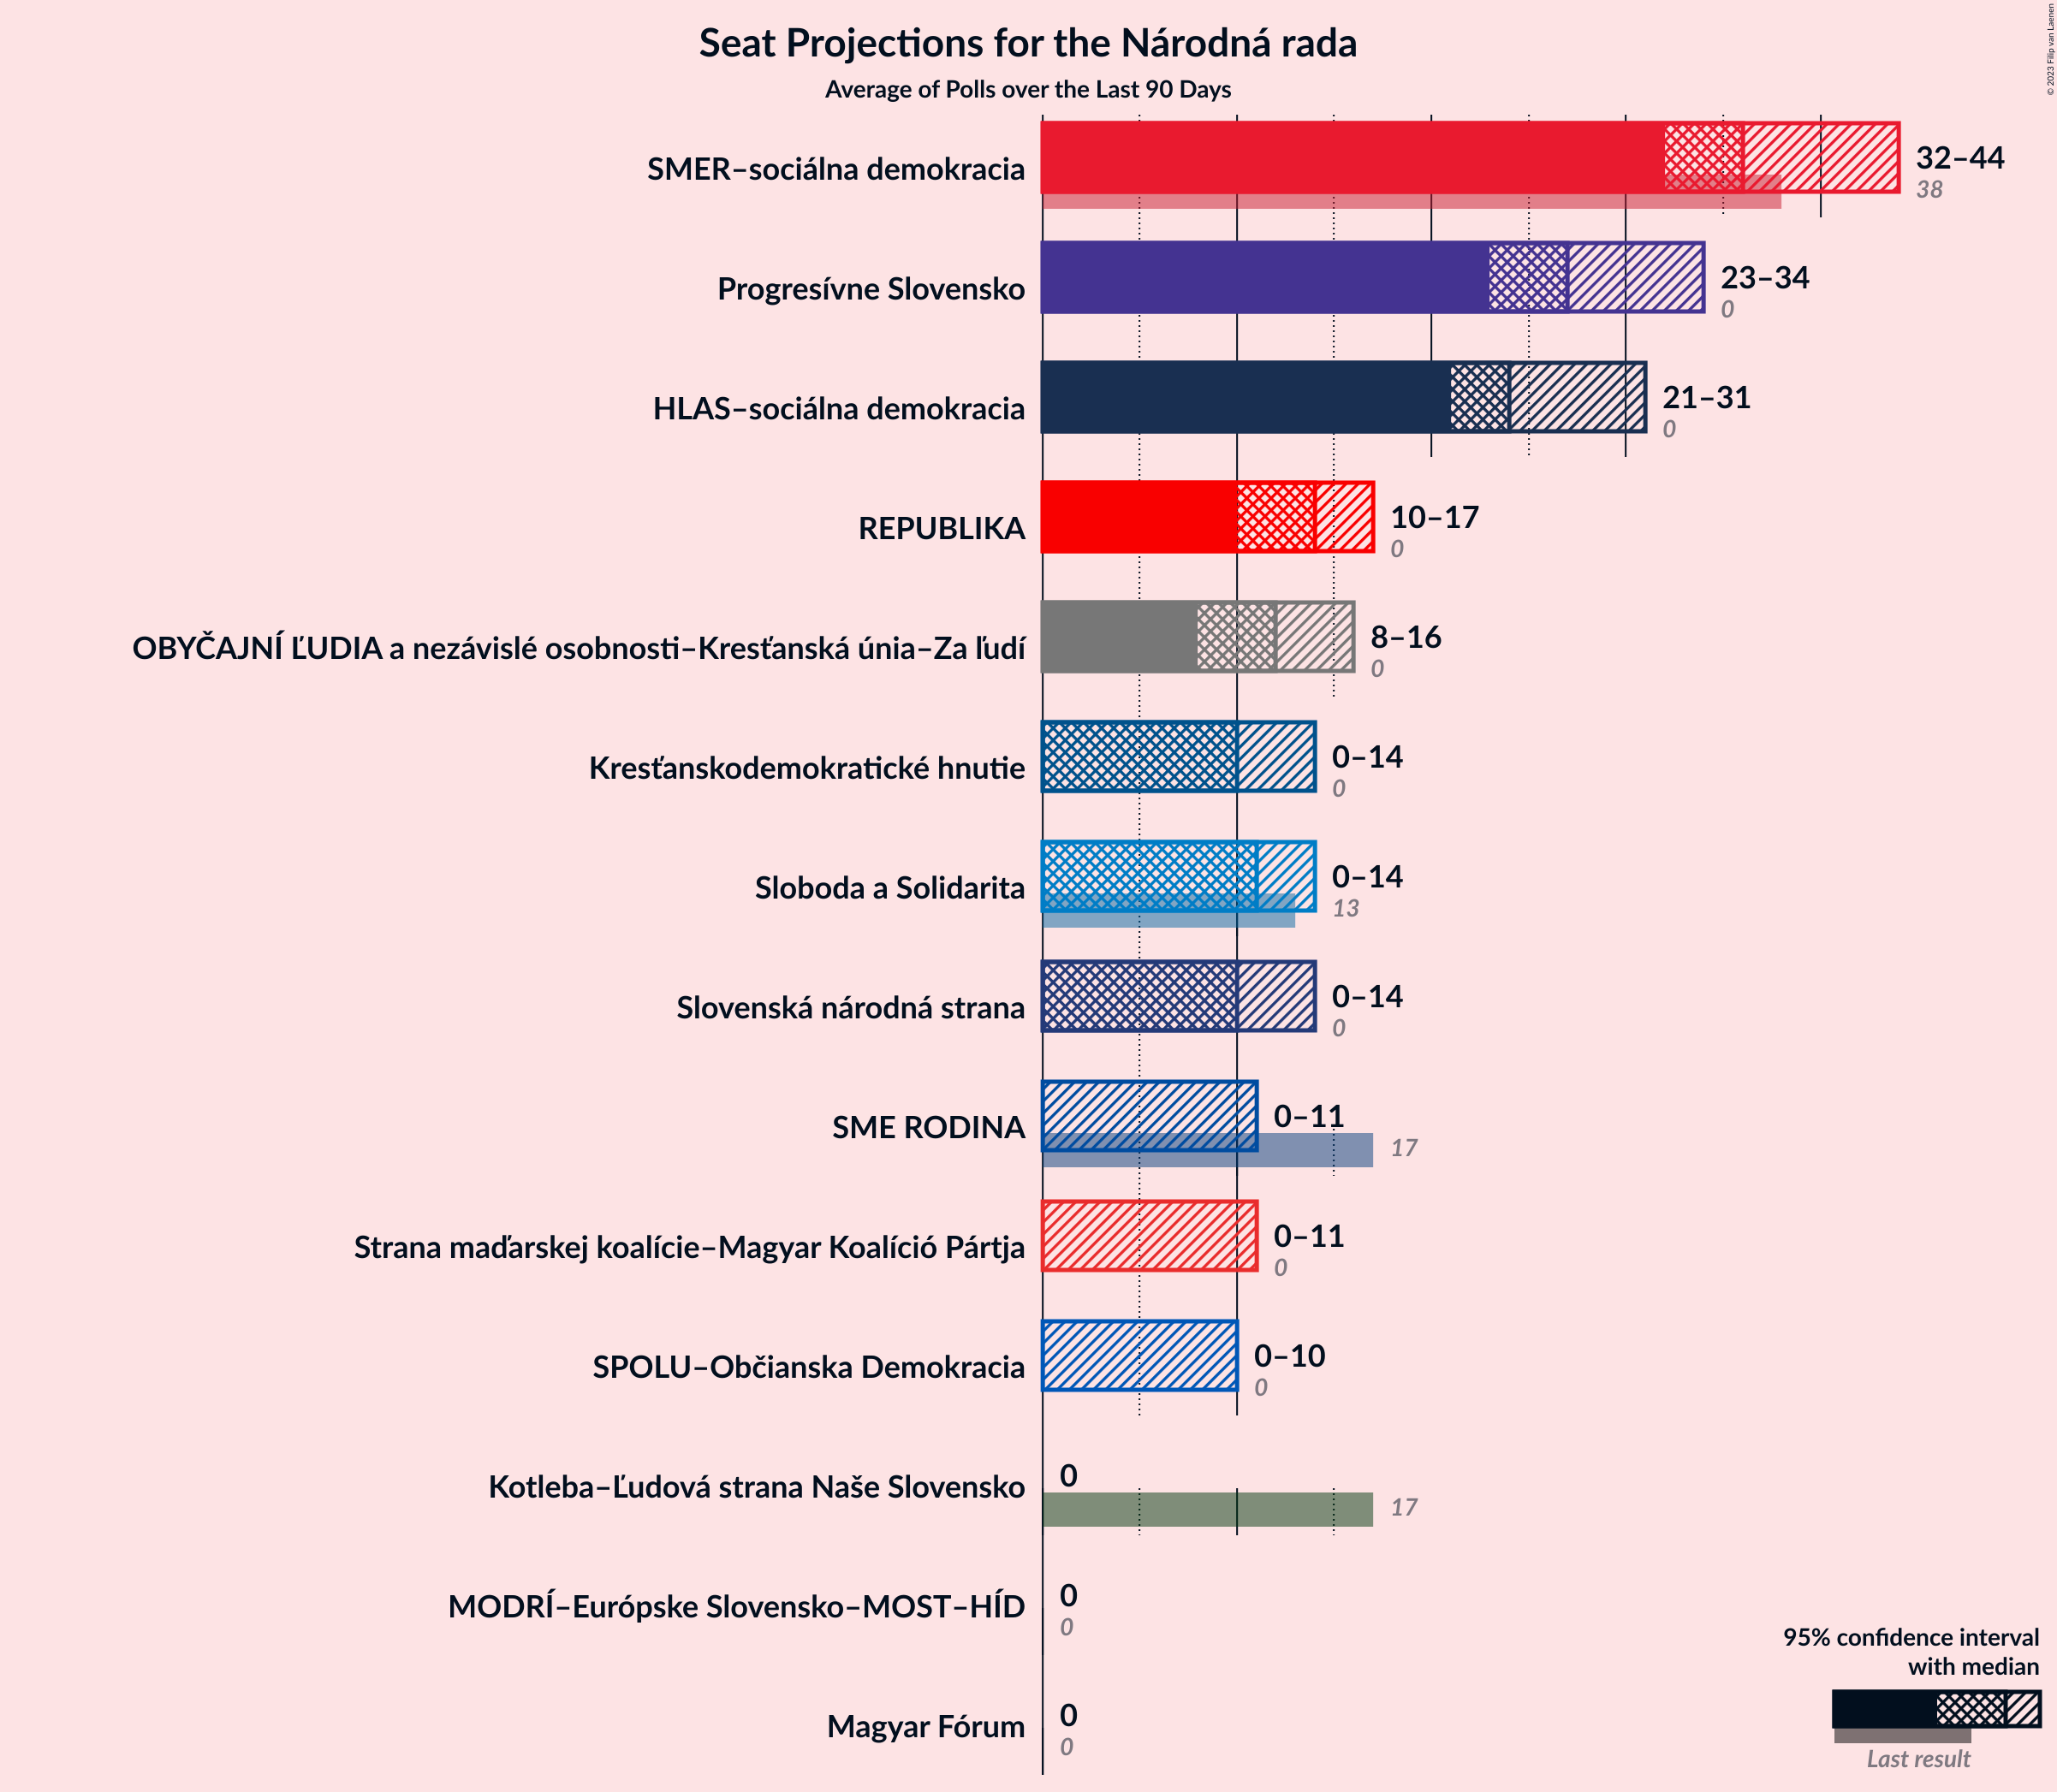 Seat Projections for the Národná rada
Average of Polls over the Last 90 Days
© 2023 Filip van Laenen
SMER–sociálna demokracia
32–44
38
Progresívne Slovensko
23–34
0
HLAS–sociálna demokracia
21–31
0
REPUBLIKA
10–17
0
OBYČAJNÍ ĽUDIA a nezávislé osobnosti–Kresťanská únia–Za ľudí
8–16
0
Kresťanskodemokratické hnutie
0–14
0
Sloboda a Solidarita
0–14
13
Slovenská národná strana
0–14
0
SME RODINA
0–11
17
Strana maďarskej koalície–Magyar Koalíció Pártja
0–11
0
SPOLU–Občianska Demokracia
0–10
0
Kotleba–Ľudová strana Naše Slovensko
0
17
MODRÍ–Európske Slovensko–MOST–HÍD
0
0
Magyar Fórum
0
0
95% confidence interval
with median
Last result